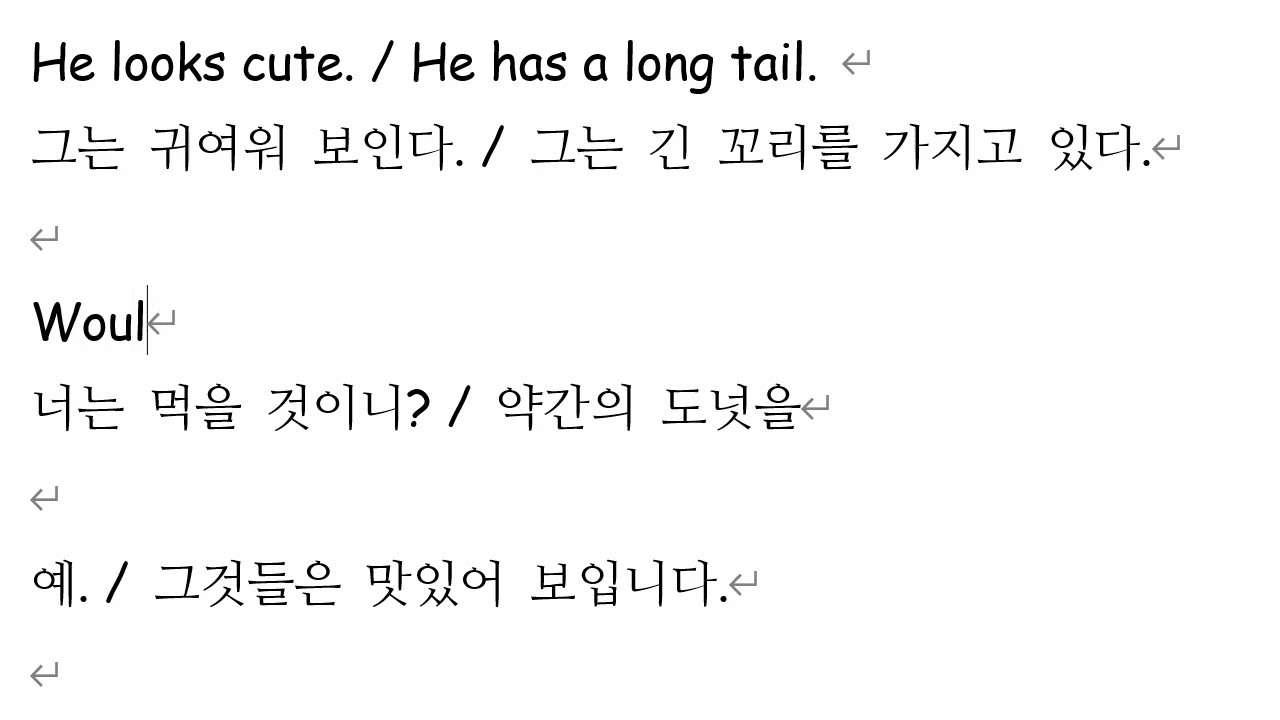 He looks cute. / He has a long tail.
그는 귀여워 보인다. / 그는 긴 꼬리를 가지고 있다.
Woul
너는 먹을 것이니? / 약간의 도넛을
예. / 그것들은 맛있어 보입니다.